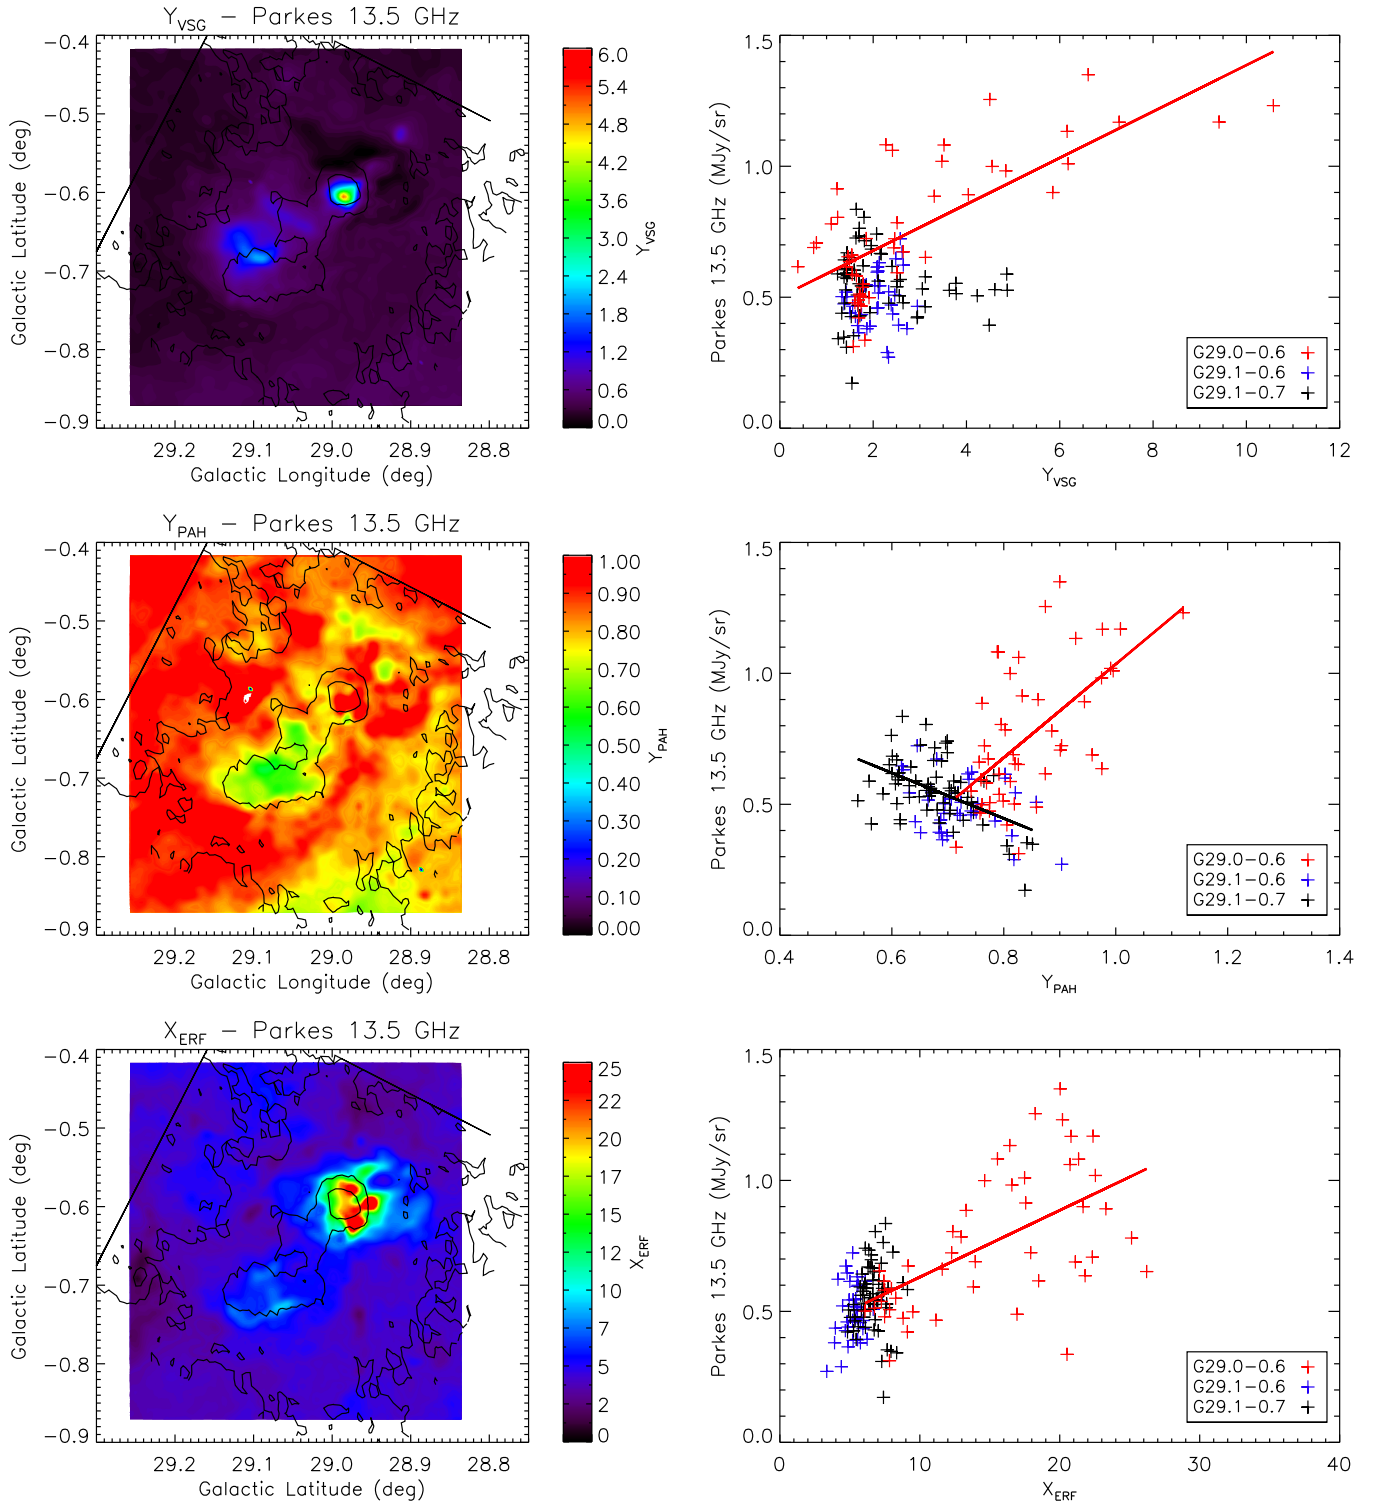 Y_VSG − Parkes 13.5 GHz
−0.4
−0.5
−0.6
−0.7
−0.8
−0.9
Galactic Latitude (deg)
29.2 29.1 29.0 28.9 28.8
Galactic Longitude (deg)
6.0
5.4
4.8
4.2
3.6
3.0
2.4
1.8
1.2
0.6
0.0
Y_VSG
1.5
1.0
0.5
0.0
Parkes 13.5 GHz (MJy/sr)
0 2 4 6 8 10 12
Y_VSG
G29.0−0.6
G29.1−0.6
G29.1−0.7
Y_PAH − Parkes 13.5 GHz
−0.4
−0.5
−0.6
−0.7
−0.8
−0.9
Galactic Latitude (deg)
29.2 29.1 29.0 28.9 28.8
Galactic Longitude (deg)
1.00
0.90
0.80
0.70
0.60
0.50
0.40
0.30
0.20
0.10
0.00
Y_PAH
1.5
1.0
0.5
0.0
Parkes 13.5 GHz (MJy/sr)
0.4 0.6 0.8 1.0 1.2 1.4
Y_PAH
G29.0−0.6
G29.1−0.6
G29.1−0.7
X_ERF − Parkes 13.5 GHz
−0.4
−0.5
−0.6
−0.7
−0.8
−0.9
Galactic Latitude (deg)
29.2 29.1 29.0 28.9 28.8
Galactic Latitude (deg)
25
22
20
17
15
12
10
7
5
2
0
X_ERF
1.5
1.0
0.5
0.0
Parkes 13.5 GHz (MJy/sr)
0 10 20 30 40
X_ERF
G29.0−0.6
G29.1−0.6
G29.1−0.7